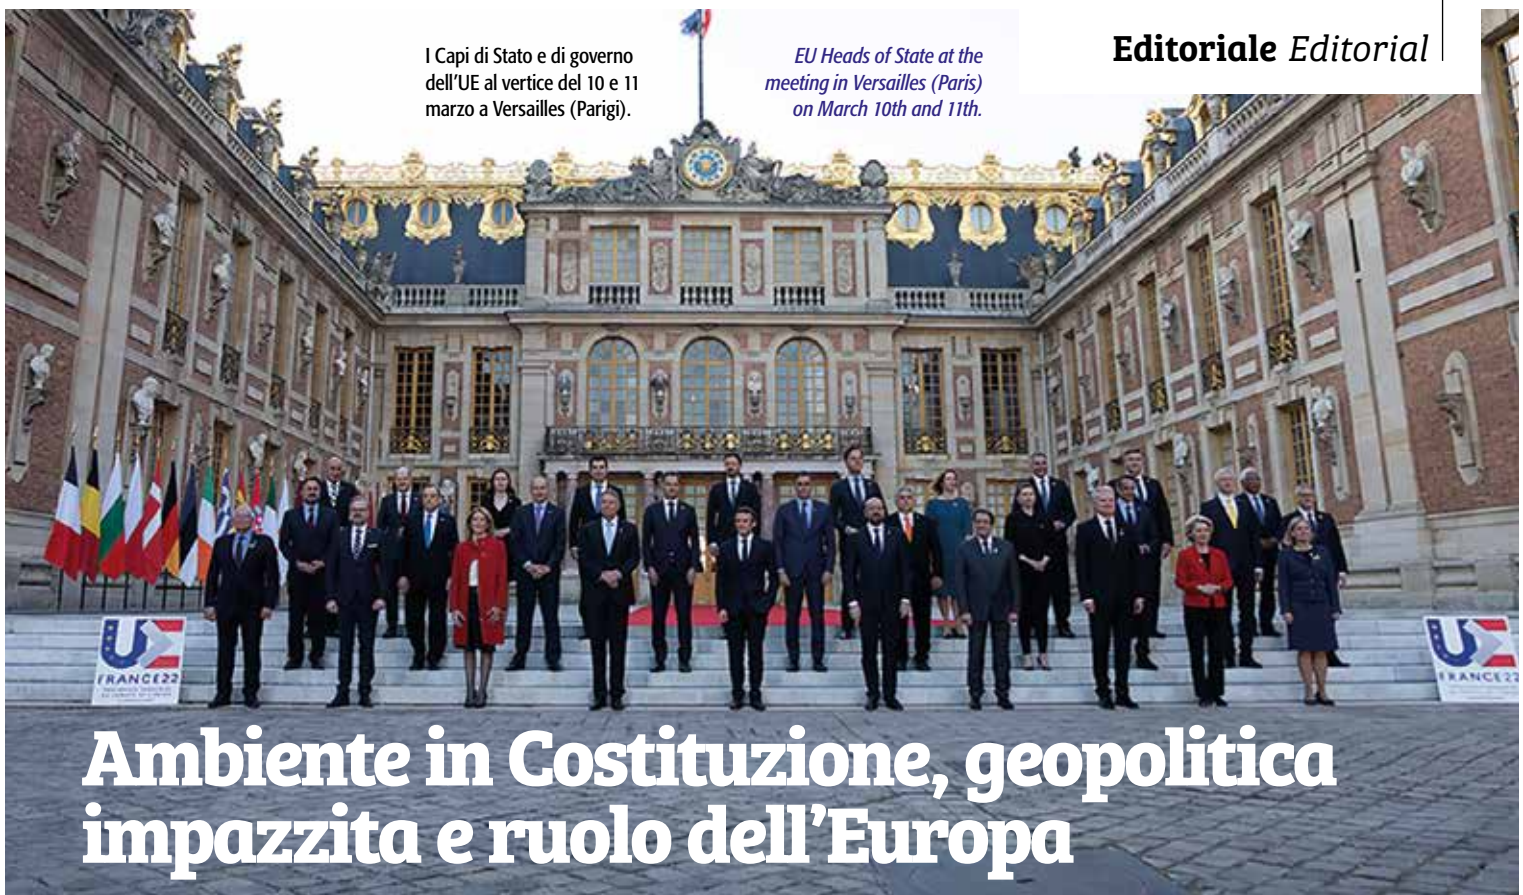 Editoriale Editorial
I Capi di Stato e di governo
dell'UE al vertice del 10 e 11
marzo a Versailles (Parigi).
EU Heads of State at the
meeting in Versailles (Paris)
on March 10th and 11th.
UE
FRANCE22
UE
FRANCE22
Ambiente in Costituzione, geopolitica
impazzita e ruolo dell'Europa